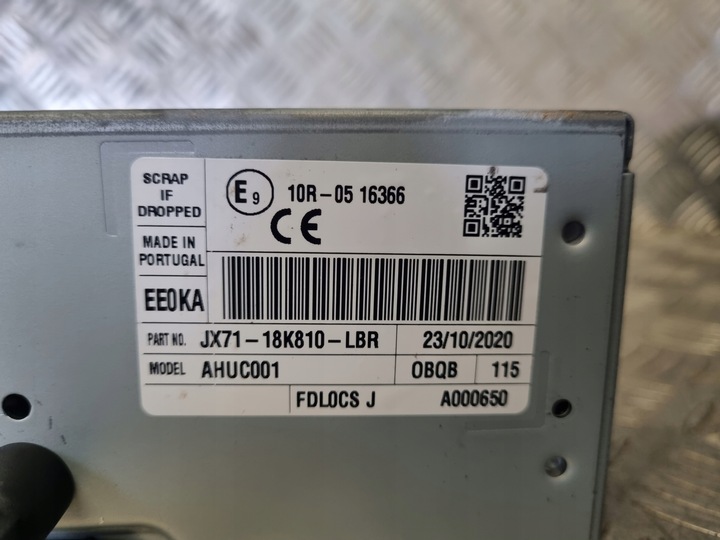 SCRAP
IF
DROPPED
E9 10R-05 16366
CE
MADE IN
PORTUGAL
EE0KA
PART NO. JX71-18K810-LBR 23/10/2020
MODEL AHUC001 0BQB 115
FDL0CS J A000650